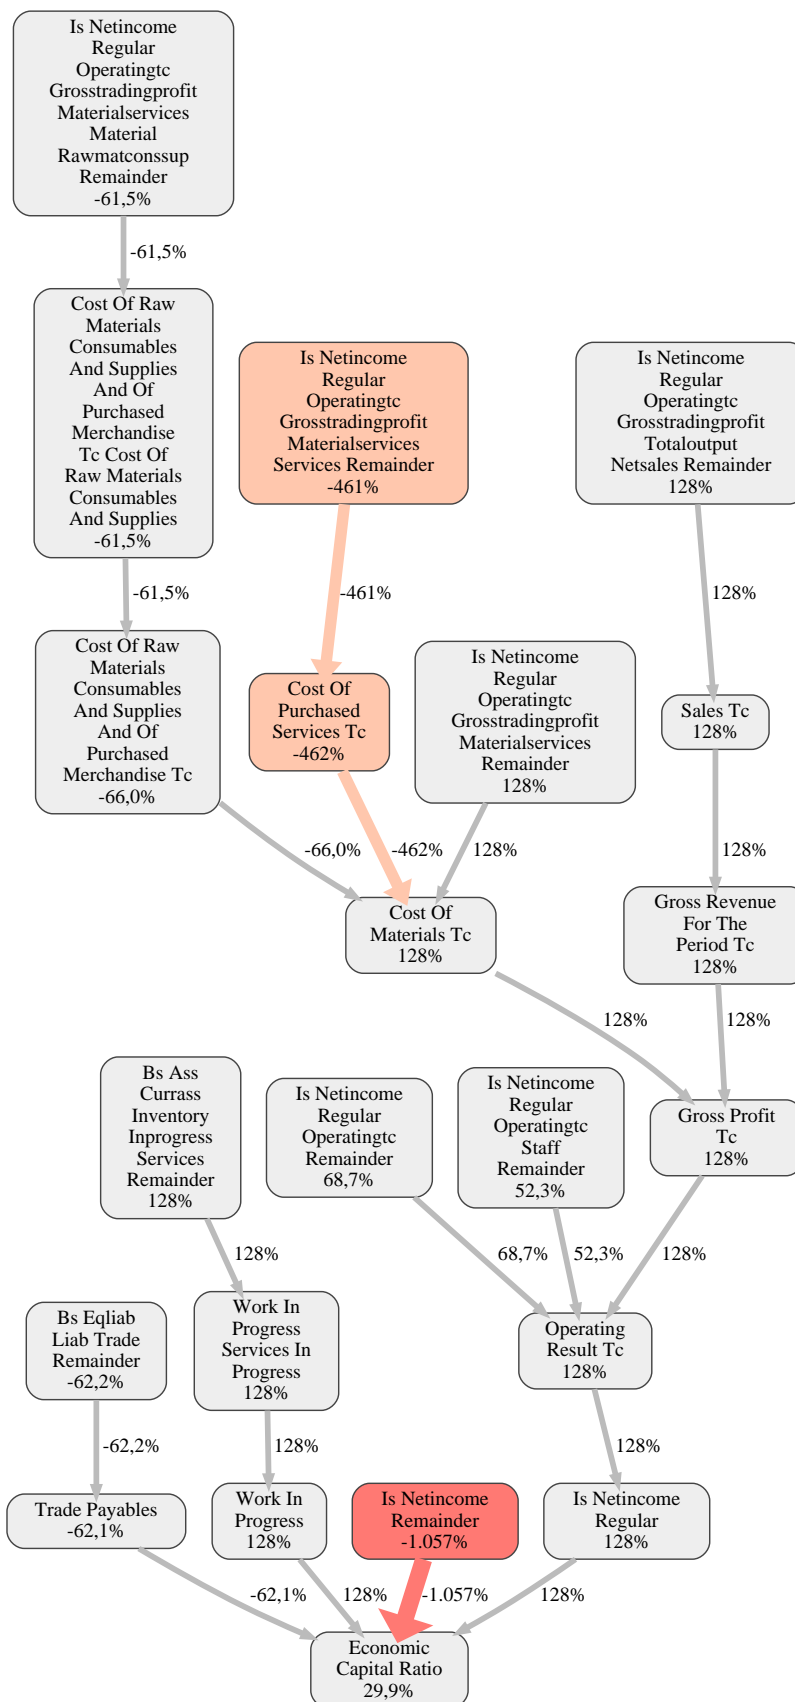 Is Netincome
Regular
Operatingtc
Grosstradingprofit
Materialservices
Material
Rawmatconssup
Remainder
-61,5%
-61,5%
Cost Of Raw
Materials
Consumables
And Supplies
And Of
Purchased
Merchandise
Tc Cost Of
Raw Materials
Consumables
And Supplies
-61,5%
Is Netincome
Regular
Operatingtc
Grosstradingprofit
Materialservices
Services Remainder
-461%
Is Netincome
Regular
Operatingtc
Grosstradingprofit
Totaloutput
Netsales Remainder
128%
-61,5%
-461%
128%
Cost Of Raw
Materials
Consumables
And Supplies
And Of
Purchased
Merchandise Tc
-66,0%
Cost Of
Purchased
Services Tc
-462%
Is Netincome
Regular
Operatingtc
Grosstradingprofit
Materialservices
Remainder
128%
Sales Tc
128%
-66,0%
-462%
128%
128%
Cost Of
Materials Tc
128%
Gross Revenue
For The
Period Tc
128%
128%
128%
Bs Ass
Currass
Inventory
Inprogress
Services
Remainder
128%
Is Netincome
Regular
Operatingtc
Remainder
68,7%
Is Netincome
Regular
Operatingtc
Staff
Remainder
52,3%
Gross Profit
Tc
128%
128%
68,7%
52,3%
128%
Bs Eqliab
Liab Trade
Remainder
-62,2%
Work In
Progress
Services In
Progress
128%
Operating
Result Tc
128%
-62,2%
128%
128%
Trade Payables
-62,1%
Work In
Progress
128%
Is Netincome
Remainder
-1.057%
Is Netincome
Regular
128%
-62,1%
128%
-1.057%
128%
Economic
Capital Ratio
29,9%